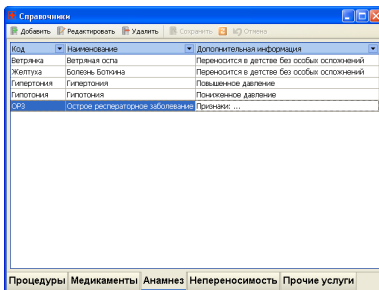 Справочники
Добавить Редактировать Удалить Сохранить Отмена
Код Наименование Дополнительная информация
Ветрянка Ветряная оспа Переносится в детстве без особых осложнений
Желтуха Болезнь Боткина Переносится в детстве без особых осложнений
Гипертония Гипертония Повышенное давление
Гипотония Гипотония Пониженное давление
ОРЗ Острое респераторное заболевание Признаки: ...
Процедуры Медикаменты Анамнез Непереносимость Прочие услуги